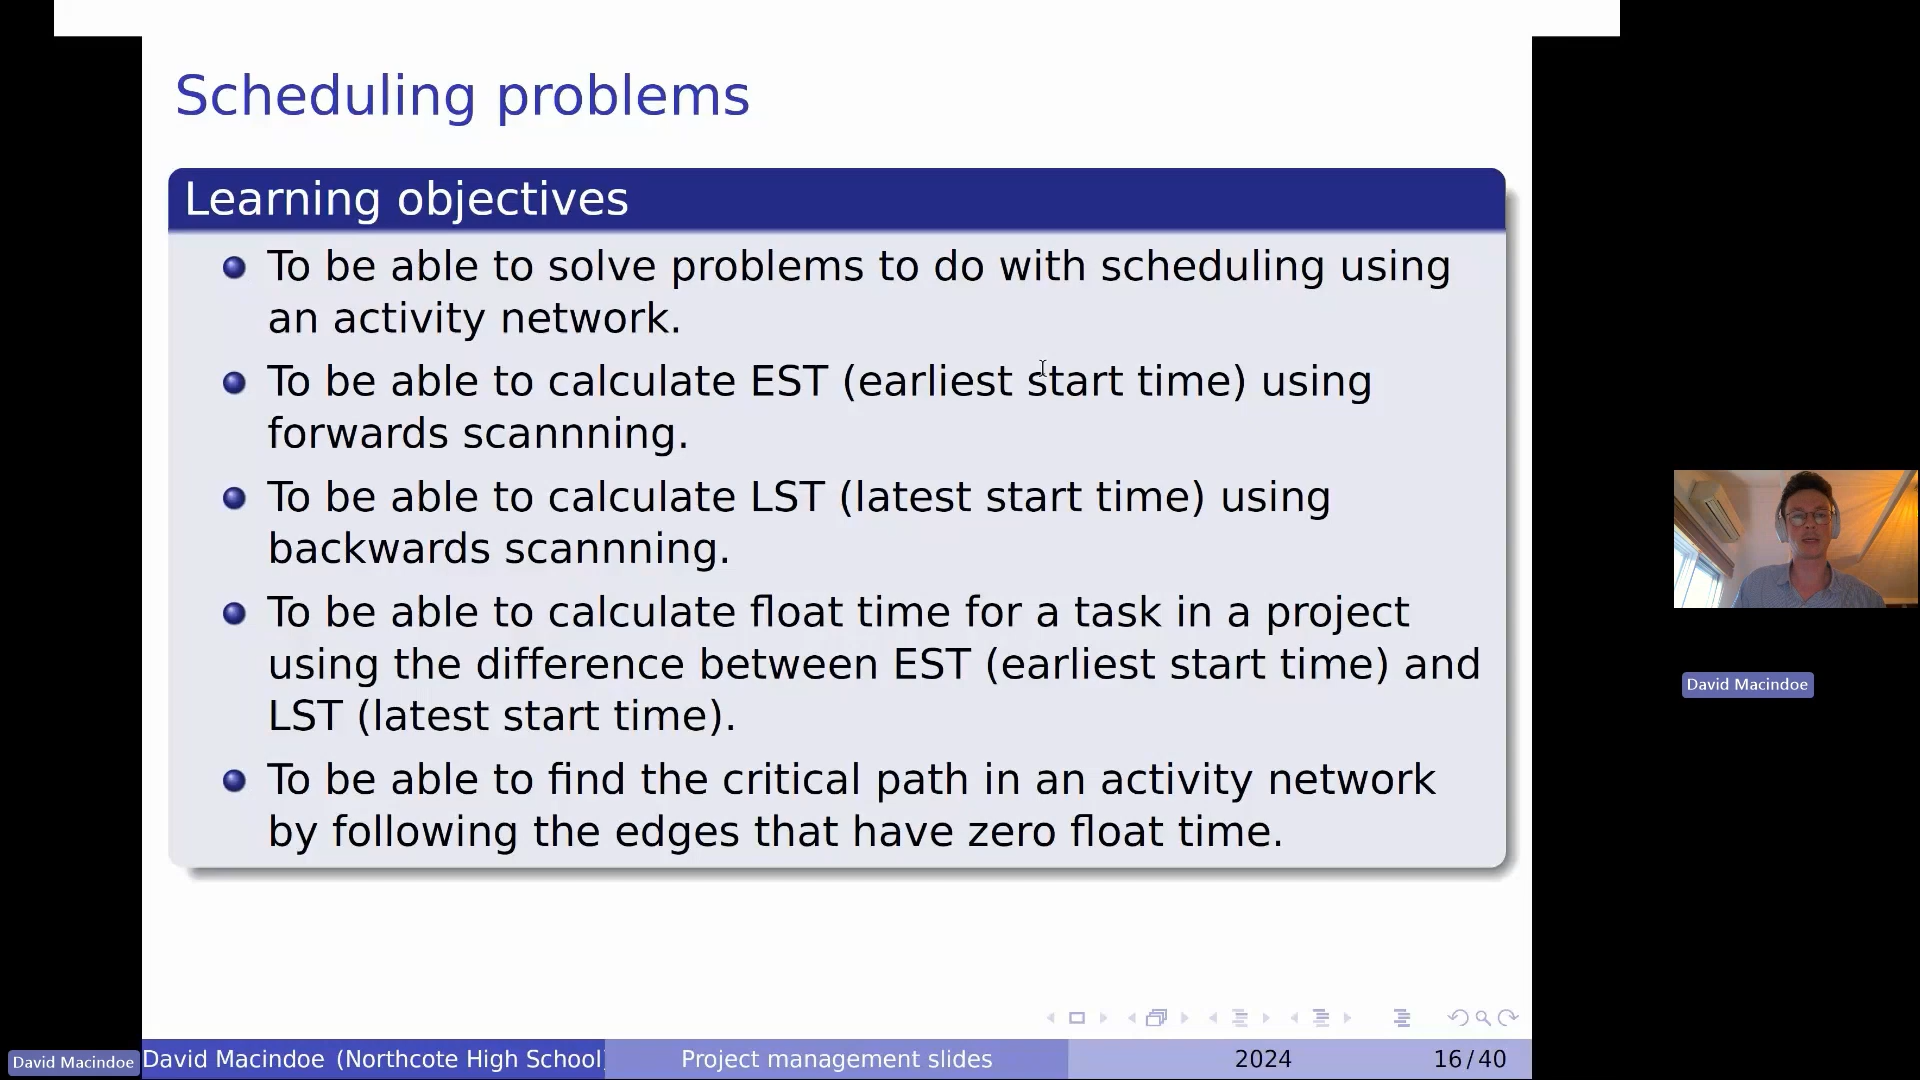 Scheduling problems
Learning objectives
To be able to solve problems to do with scheduling using
an activity network.
To be able to calculate EST (earliest start time) using
forwards scannning.
To be able to calculate LST (latest start time) using
backwards scannning.
To be able to calculate float time for a task in a project
using the difference between EST (earliest start time) and
LST (latest start time).
To be able to find the critical path in an activity network
by following the edges that have zero float time.
David Macindoe
David Macindoe
David Macindoe (Northcote High School)
Project management slides
2024
16/40